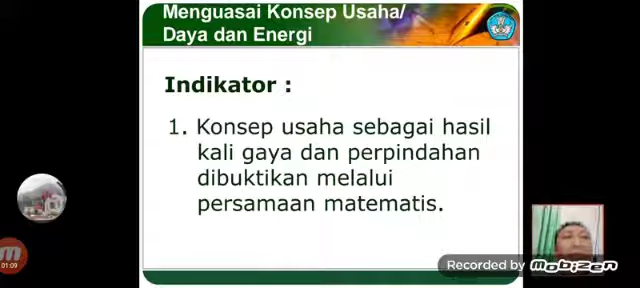 Menguasai Konsep Usaha/
Daya dan Energi
Indikator :
1. Konsep usaha sebagai hasil
kali gaya dan perpindahan
dibuktikan melalui
persamaan matematis.
01:09
Recorded by mobizen